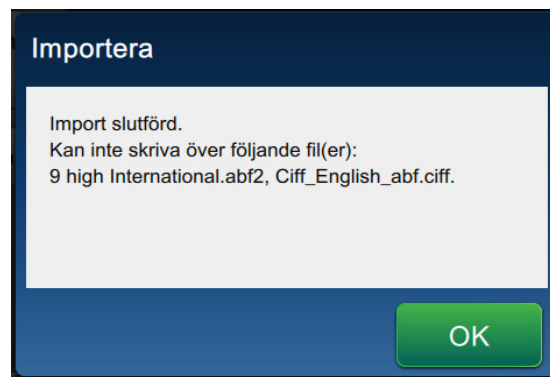 Importera
Import slutförd.
Kan inte skriva över följande fil(er):
9 high International.abf2, Ciff_English_abf.ciff.
OK